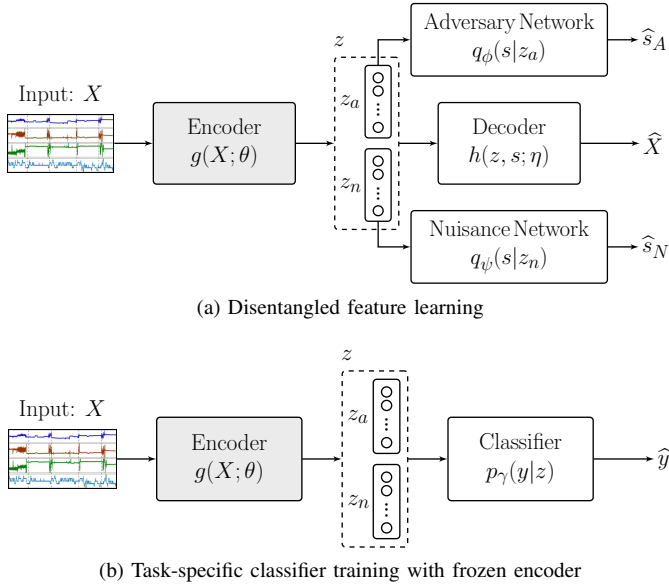 Input: X
Encoder
g(X; θ)
z
z_a
z_n
Adversary Network
q_ϕ(s|z_a)
ŝ_A
Decoder
h(z, s; η)
X̂
Nuisance Network
q_ψ(s|z_n)
ŝ_N
(a) Disentangled feature learning
Input: X
Encoder
g(X; θ)
z
z_a
z_n
Classifier
p_γ(y|z)
ŷ
(b) Task-specific classifier training with frozen encoder